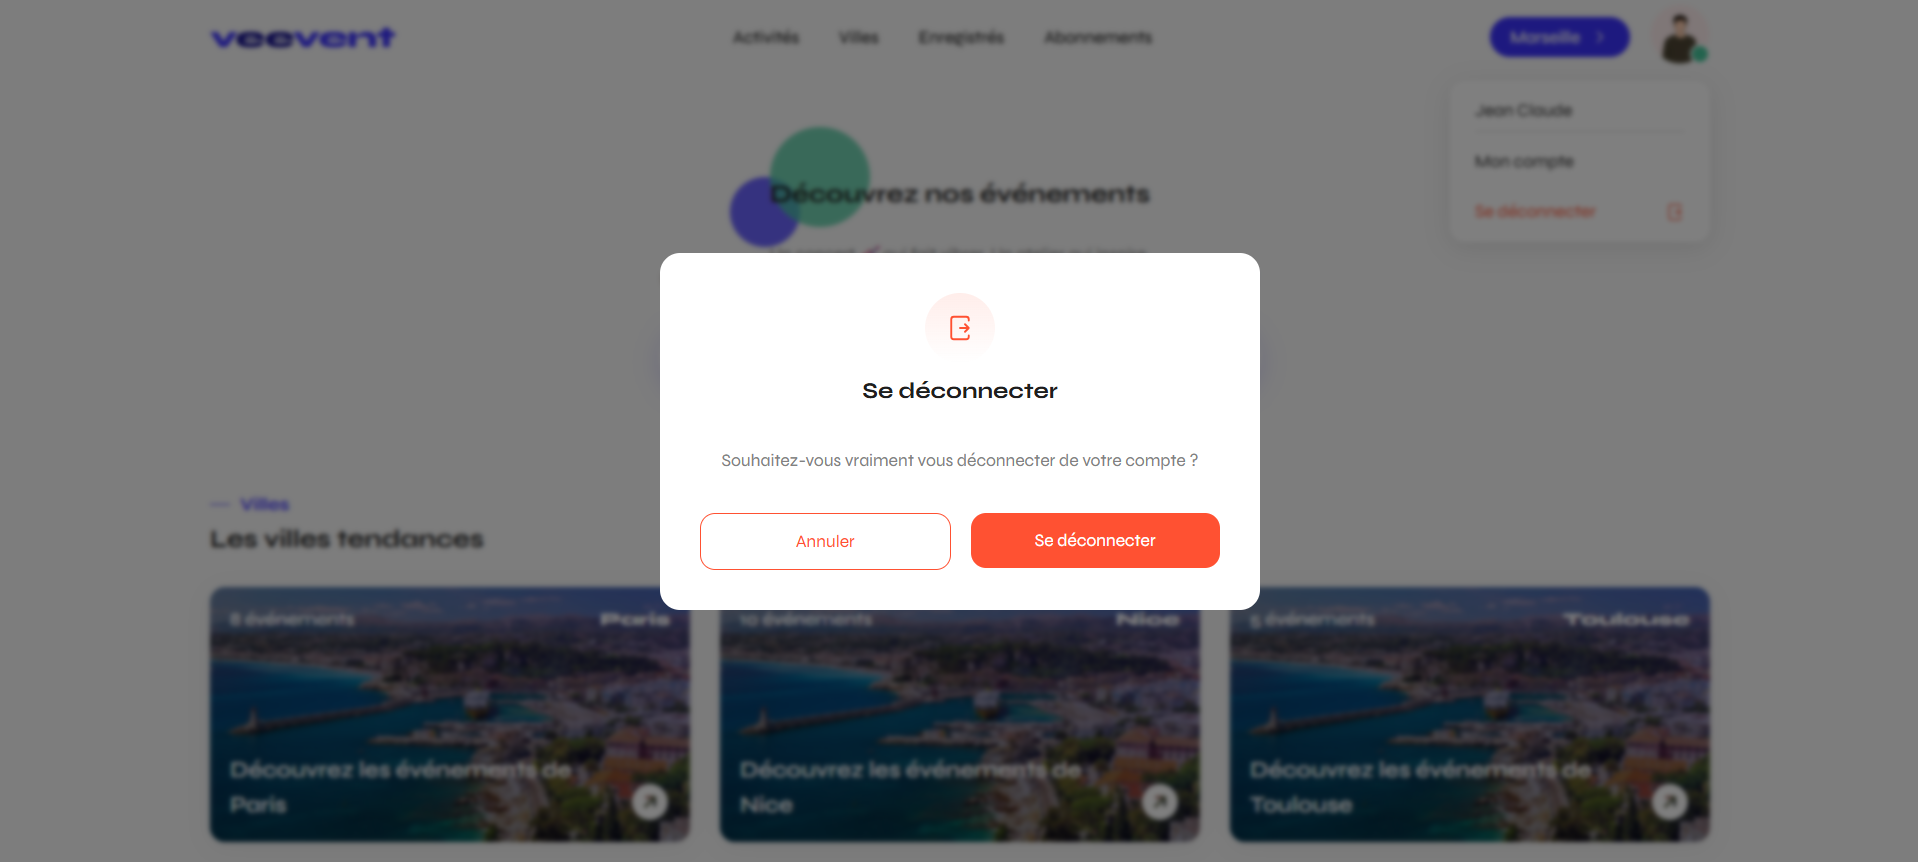 veevent
Activités Villes Enregistrés Abonnements
Marseille
Jean Claude
Mon compte
Se déconnecter
Découvrez nos événements
Se déconnecter
Souhaitez-vous vraiment vous déconnecter de votre compte ?
Annuler
Se déconnecter
Villes
Les villes tendances
8 événements Paris
Découvrez les événements de
Paris
10 événements Nice
Découvrez les événements de
Nice
5 événements Toulouse
Découvrez les événements de
Toulouse